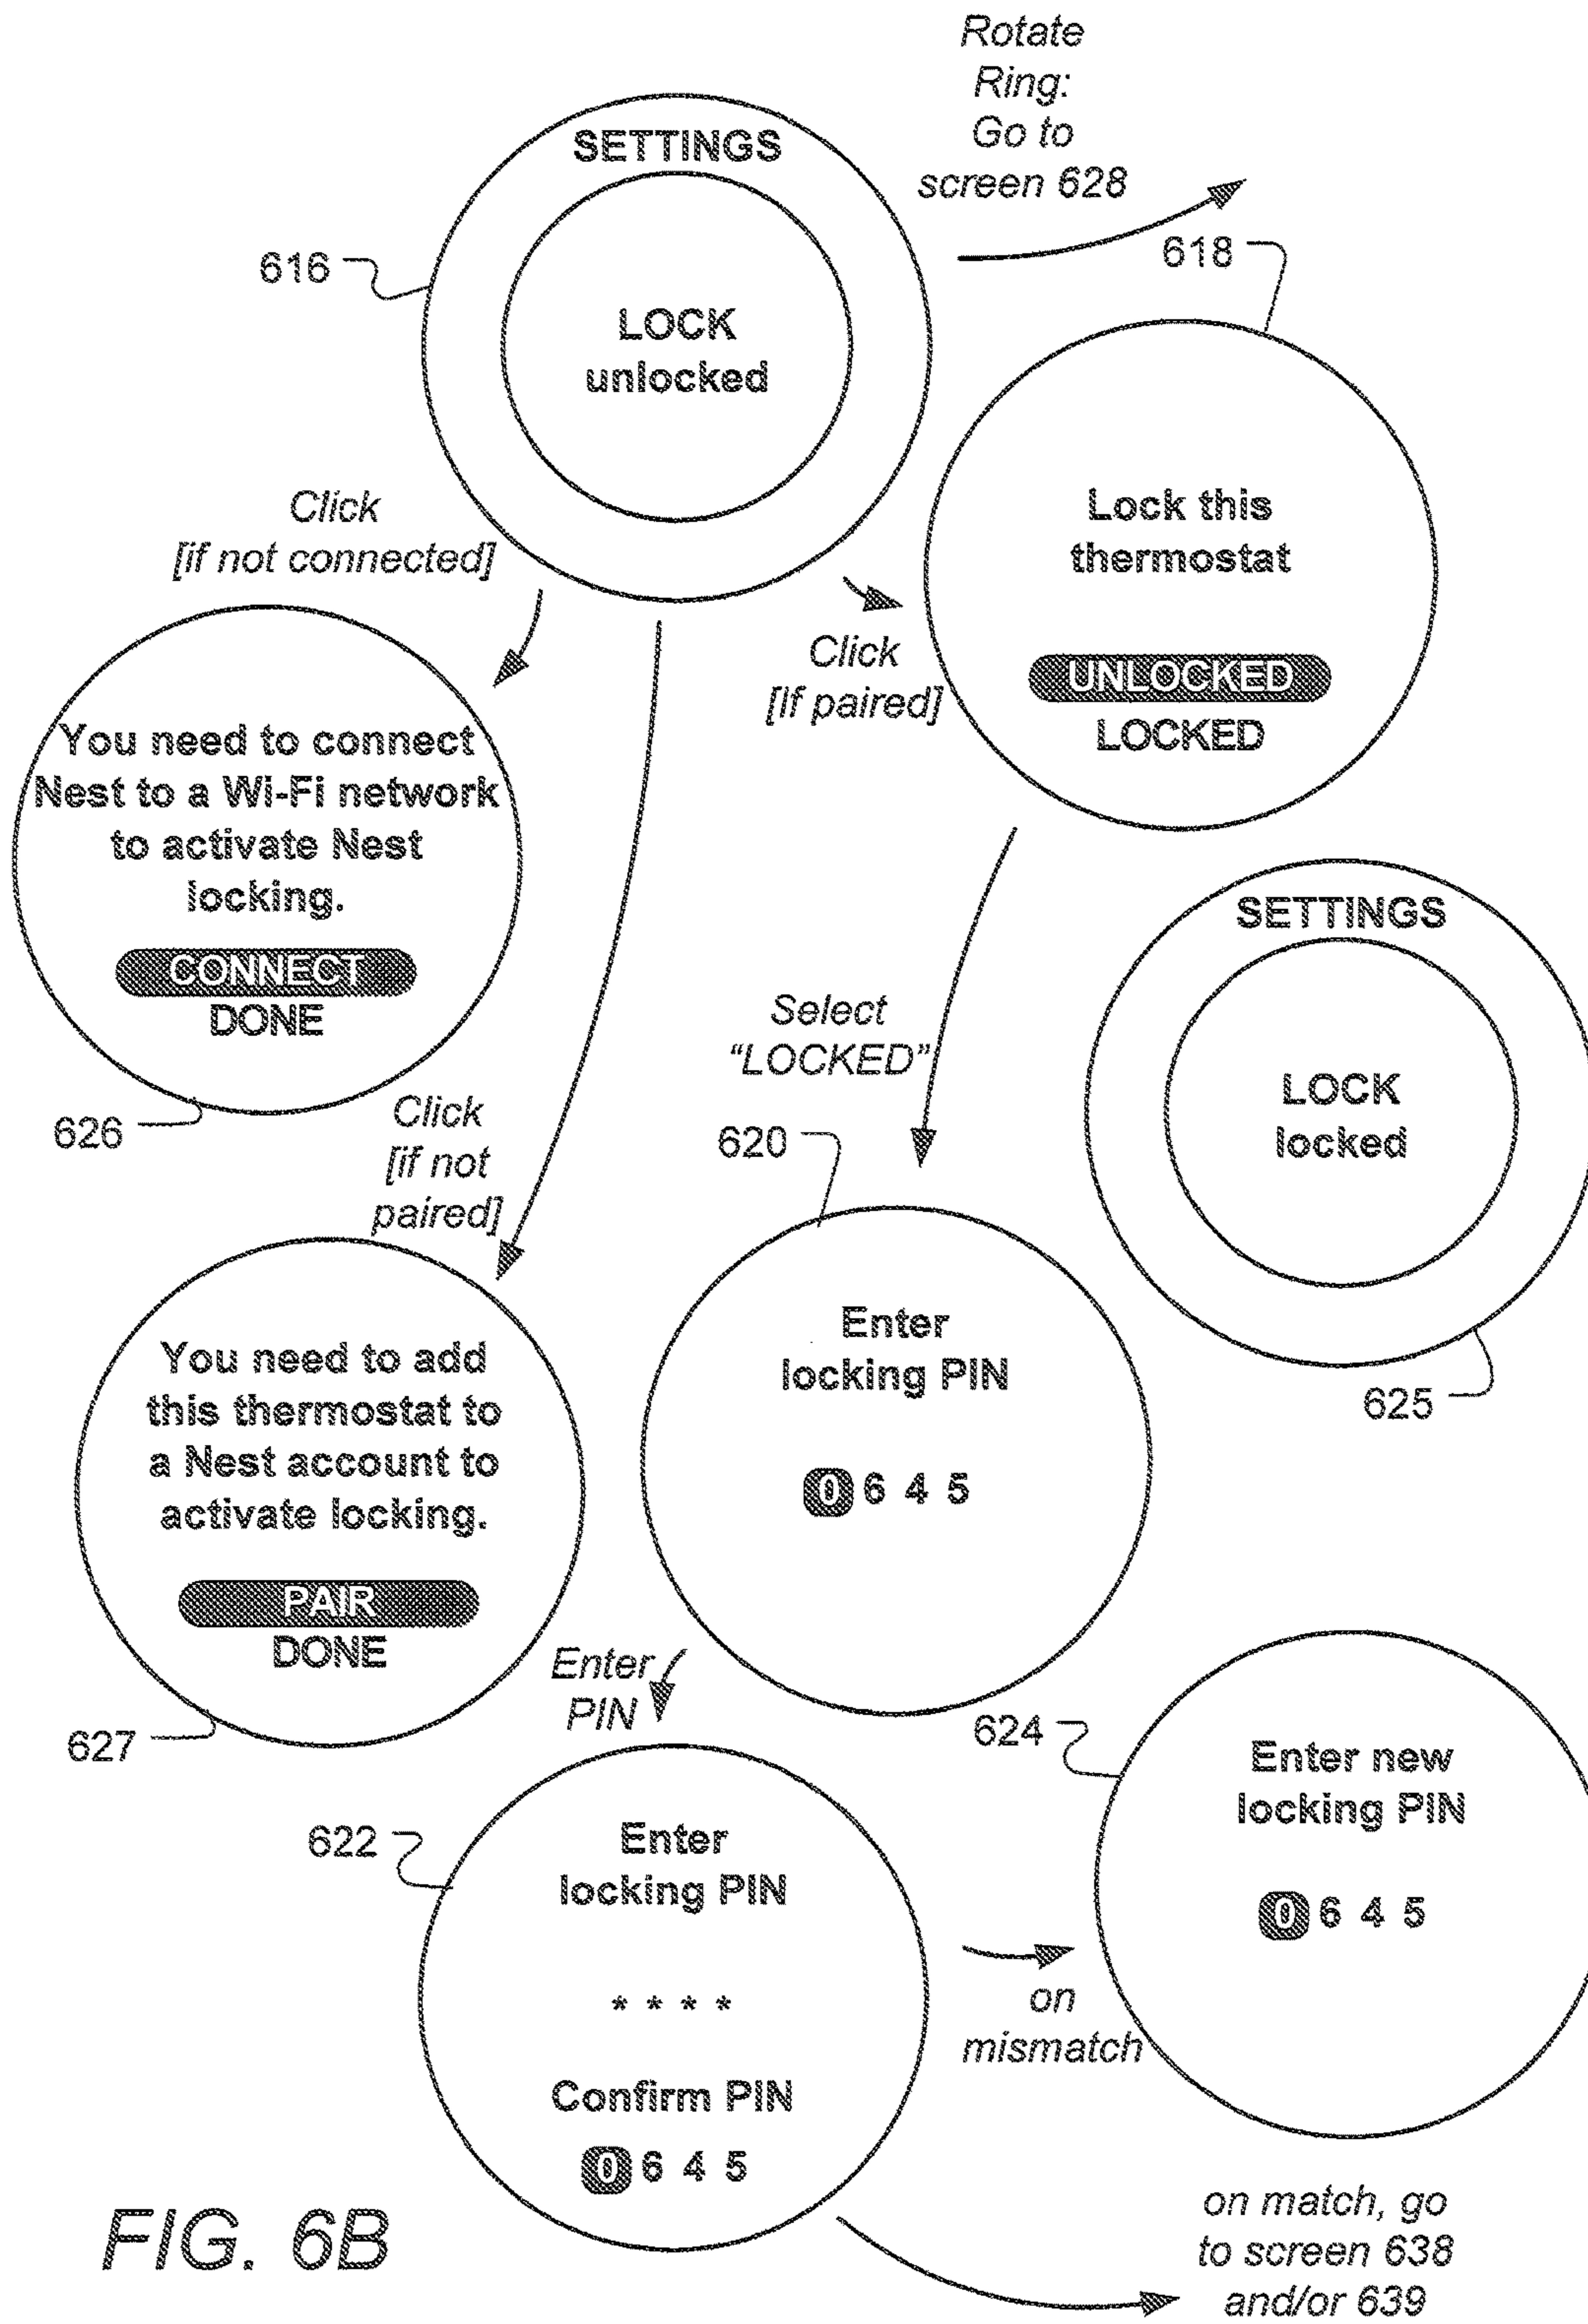 Rotate
Ring:
Go to
screen 628
SETTINGS
616
LOCK
unlocked
618
Click
[if not connected]
Lock this
thermostat
UNLOCKED
LOCKED
Click
[If paired]
You need to connect
Nest to a Wi-Fi network
to activate Nest
locking.
CONNECT
DONE
626
SETTINGS
LOCK
locked
625
Select
“LOCKED”
Click
[if not
paired]
620
Enter
locking PIN
0 6 4 5
You need to add
this thermostat to
a Nest account to
activate locking.
PAIR
DONE
627
Enter
PIN
622
Enter
locking PIN
* * * *
Confirm PIN
0 6 4 5
624
Enter new
locking PIN
0 6 4 5
on
mismatch
on match, go
to screen 638
and/or 639
FIG. 6B